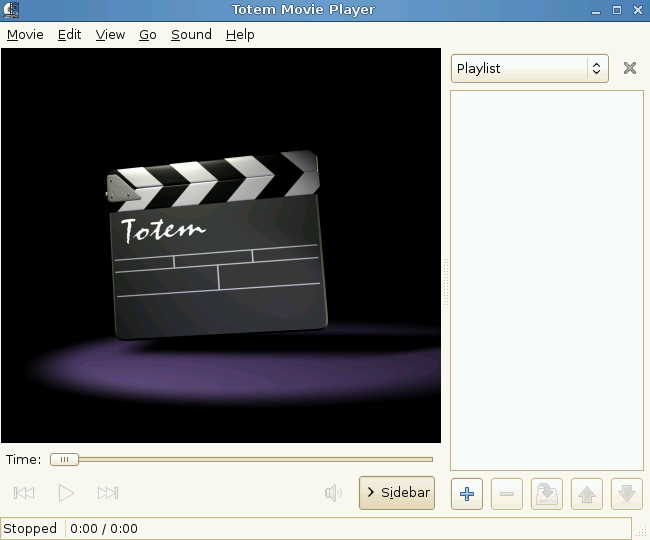 Totem Movie Player
Movie Edit View Go Sound Help
Playlist
Totem
Time:
Sidebar
Stopped 0:00 / 0:00